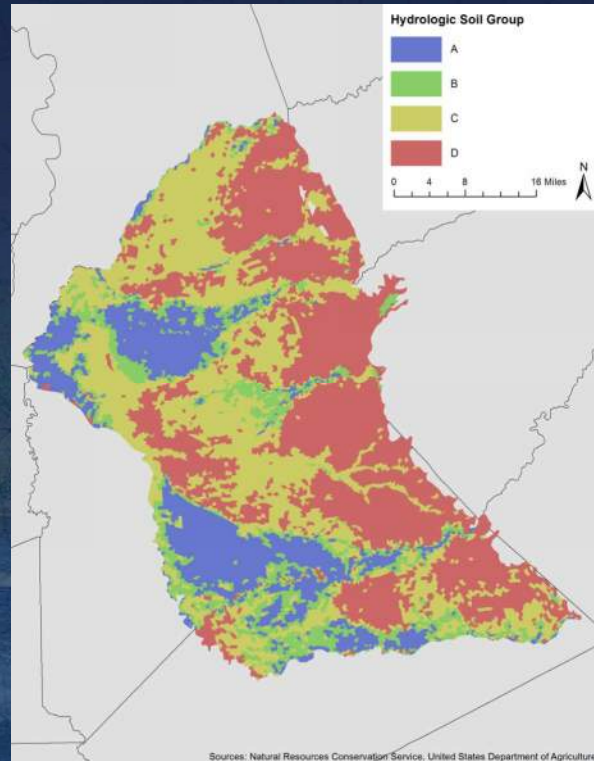 Hydrologic Soil Group
A
B
C
D
N
0 4 8 16 Miles
Sources: Natural Resources Conservation Service, United States Department of Agriculture